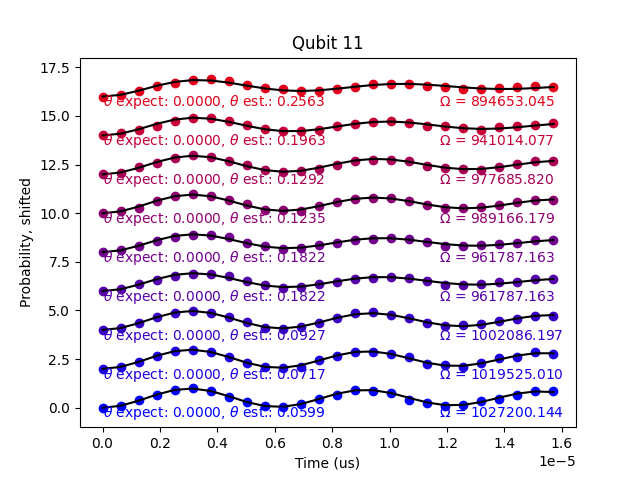 Qubit 11
17.5
15.0
12.5
10.0
7.5
5.0
2.5
0.0
Probability, shifted
θ expect: 0.0000, θ est.: 0.2563 Ω = 894653.045
θ expect: 0.0000, θ est.: 0.1963 Ω = 941014.077
θ expect: 0.0000, θ est.: 0.1292 Ω = 977685.820
θ expect: 0.0000, θ est.: 0.1235 Ω = 989166.179
θ expect: 0.0000, θ est.: 0.1822 Ω = 961787.163
θ expect: 0.0000, θ est.: 0.1822 Ω = 961787.163
θ expect: 0.0000, θ est.: 0.0927 Ω = 1002086.197
θ expect: 0.0000, θ est.: 0.0717 Ω = 1019525.010
θ expect: 0.0000, θ est.: 0.0599 Ω = 1027200.144
0.0 0.2 0.4 0.6 0.8 1.0 1.2 1.4 1.6
1e−5
Time (us)